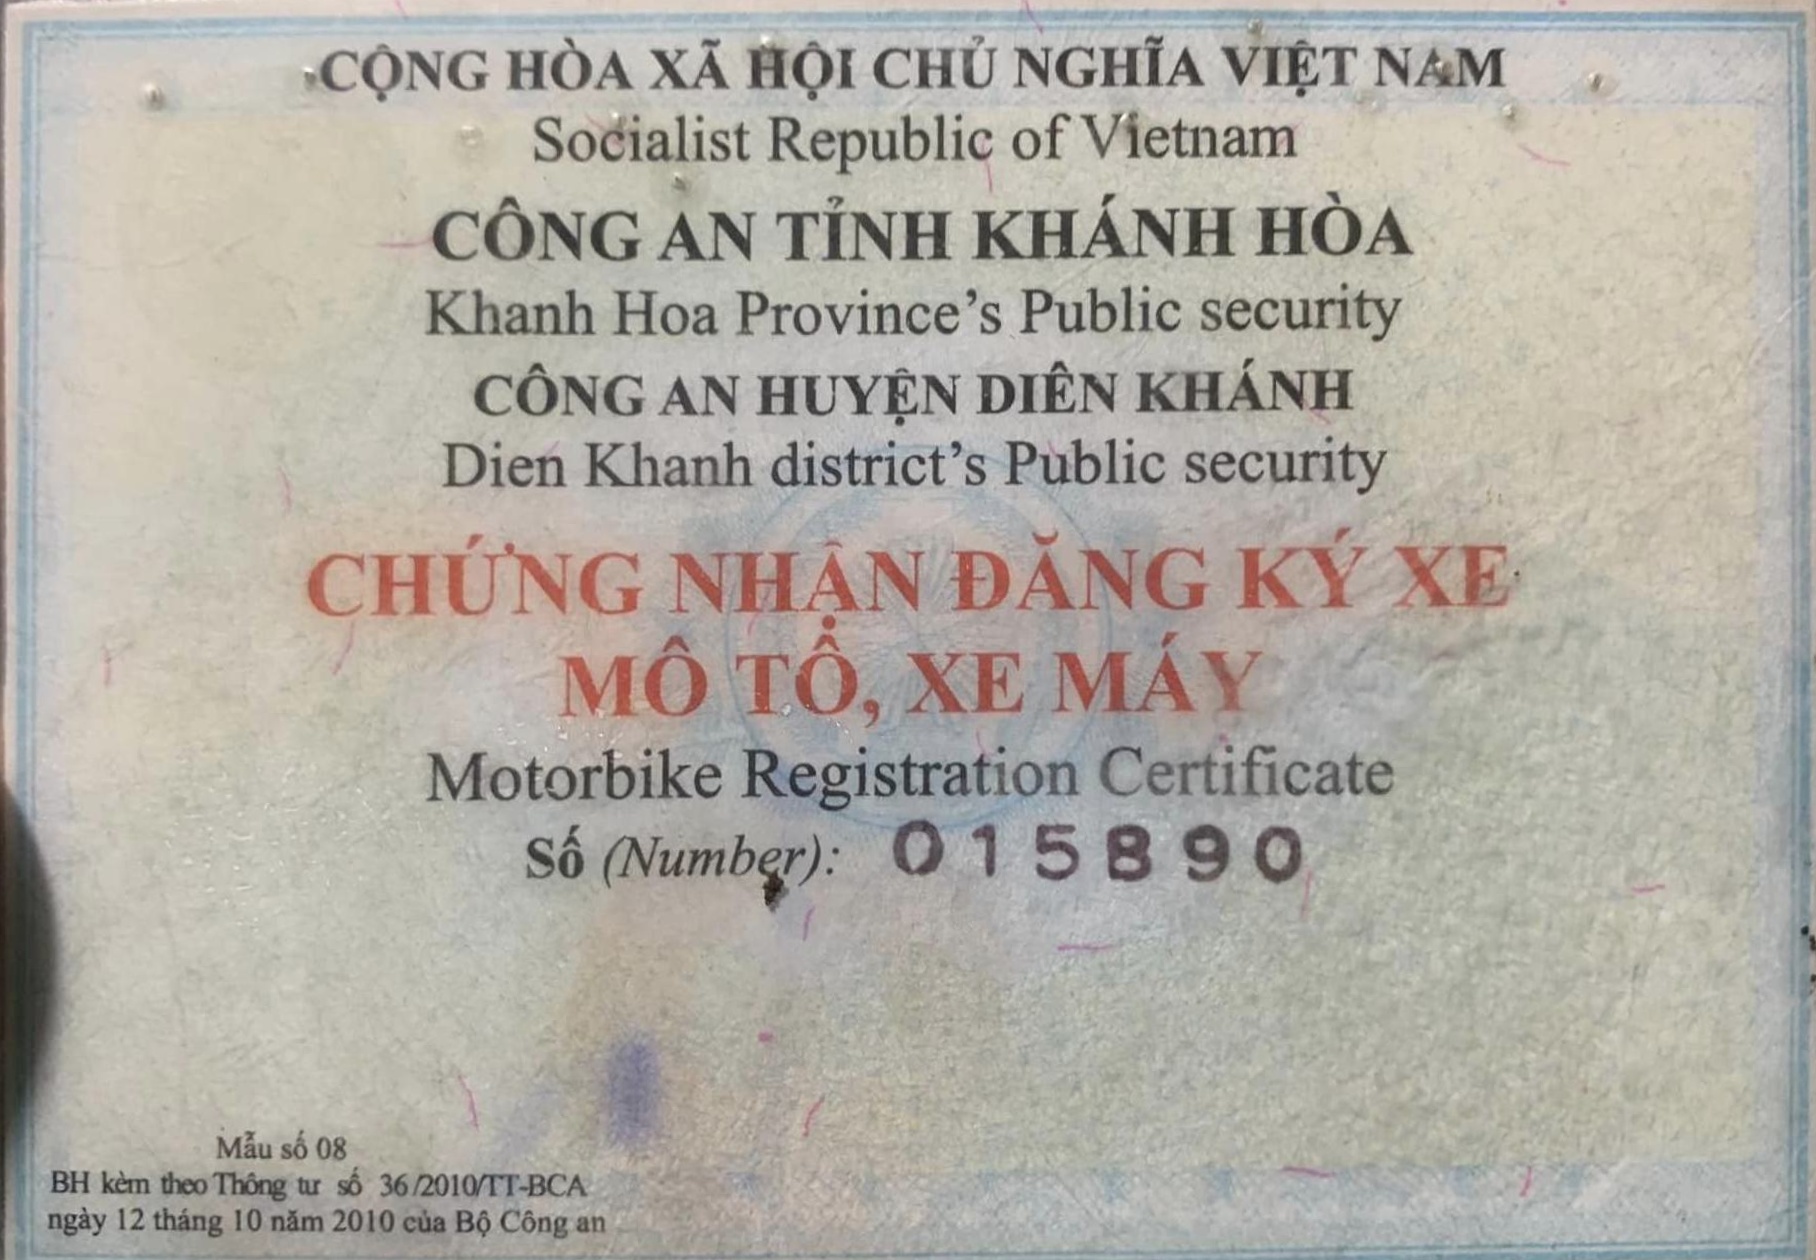 CỘNG HÒA XÃ HỘI CHỦ NGHĨA VIỆT NAM
Socialist Republic of Vietnam
CÔNG AN TỈNH KHÁNH HÒA
Khanh Hoa Province's Public security
CÔNG AN HUYỆN DIÊN KHÁNH
Dien Khanh district's Public security
CHỨNG NHẬN ĐĂNG KÝ XE
MÔ TÔ, XE MÁY
Motorbike Registration Certificate
Số (Number): 015890
Mẫu số 08
BH kèm theo Thông tư số 36/2010/TT-BCA
ngày 12 tháng 10 năm 2010 của Bộ Công an